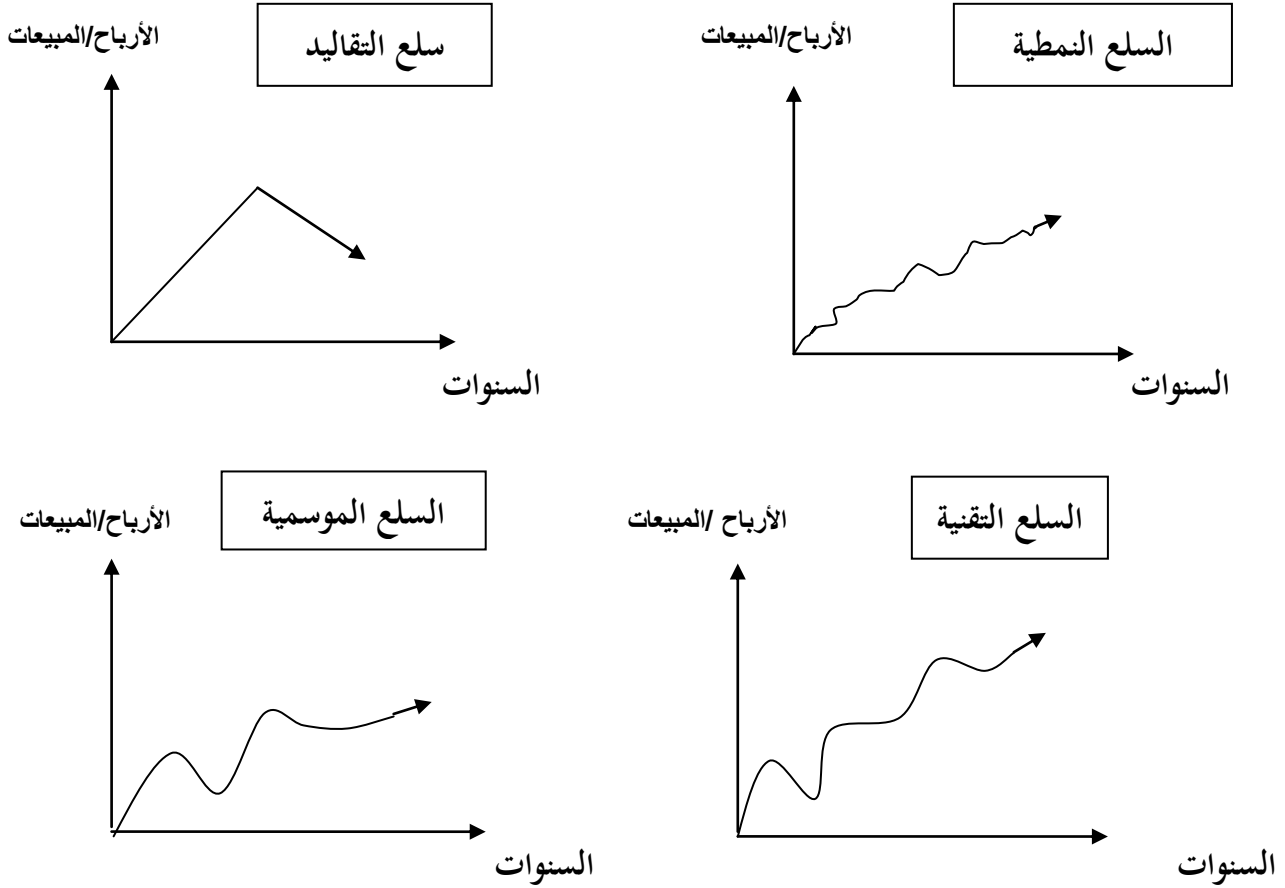 السلع النمطية
الأرباح/المبيعات
السنوات
سلع التقاليد
الأرباح/المبيعات
السنوات
السلع التقنية
الأرباح /المبيعات
السنوات
السلع الموسمية
الأرباح/المبيعات
السنوات